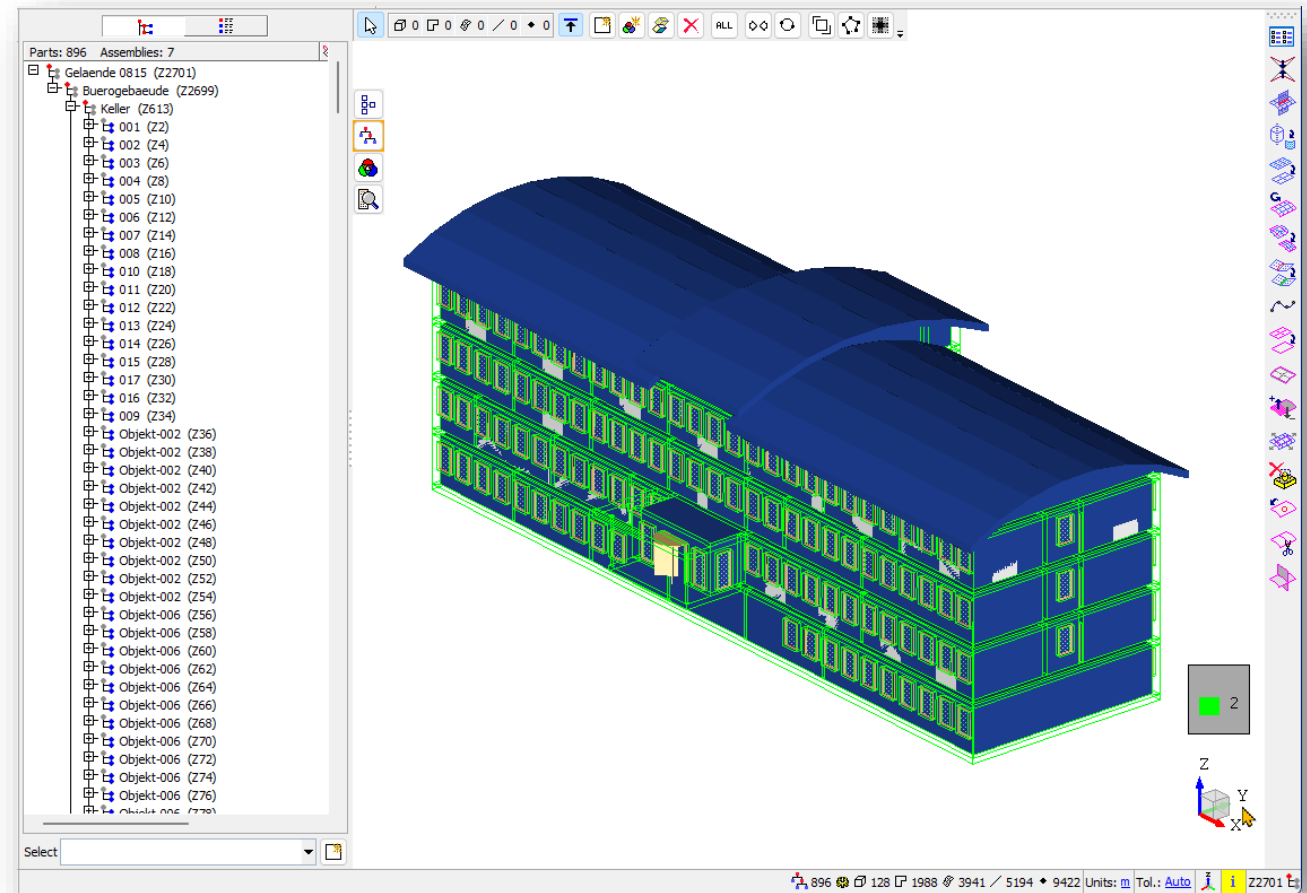 0 0 0 0 0 ALL
Parts: 896 Assemblies: 7
Gelaende 0815 (Z2701)
Buerogebaeude (Z2699)
Keller (Z613)
001 (Z2)
002 (Z4)
003 (Z6)
004 (Z8)
005 (Z10)
006 (Z12)
007 (Z14)
008 (Z16)
010 (Z18)
011 (Z20)
012 (Z22)
013 (Z24)
014 (Z26)
015 (Z28)
017 (Z30)
016 (Z32)
009 (Z34)
Objekt-002 (Z36)
Objekt-002 (Z38)
Objekt-002 (Z40)
Objekt-002 (Z42)
Objekt-002 (Z44)
Objekt-002 (Z46)
Objekt-002 (Z48)
Objekt-002 (Z50)
Objekt-002 (Z52)
Objekt-002 (Z54)
Objekt-006 (Z56)
Objekt-006 (Z58)
Objekt-006 (Z60)
Objekt-006 (Z62)
Objekt-006 (Z64)
Objekt-006 (Z66)
Objekt-006 (Z68)
Objekt-006 (Z70)
Objekt-006 (Z72)
Objekt-006 (Z74)
Objekt-006 (Z76)
Objekt-006 (Z78)
Select
G
2
Z
Y
X
896 128 1988 3941 5194 9422 Units: m Tol.: Auto i Z2701